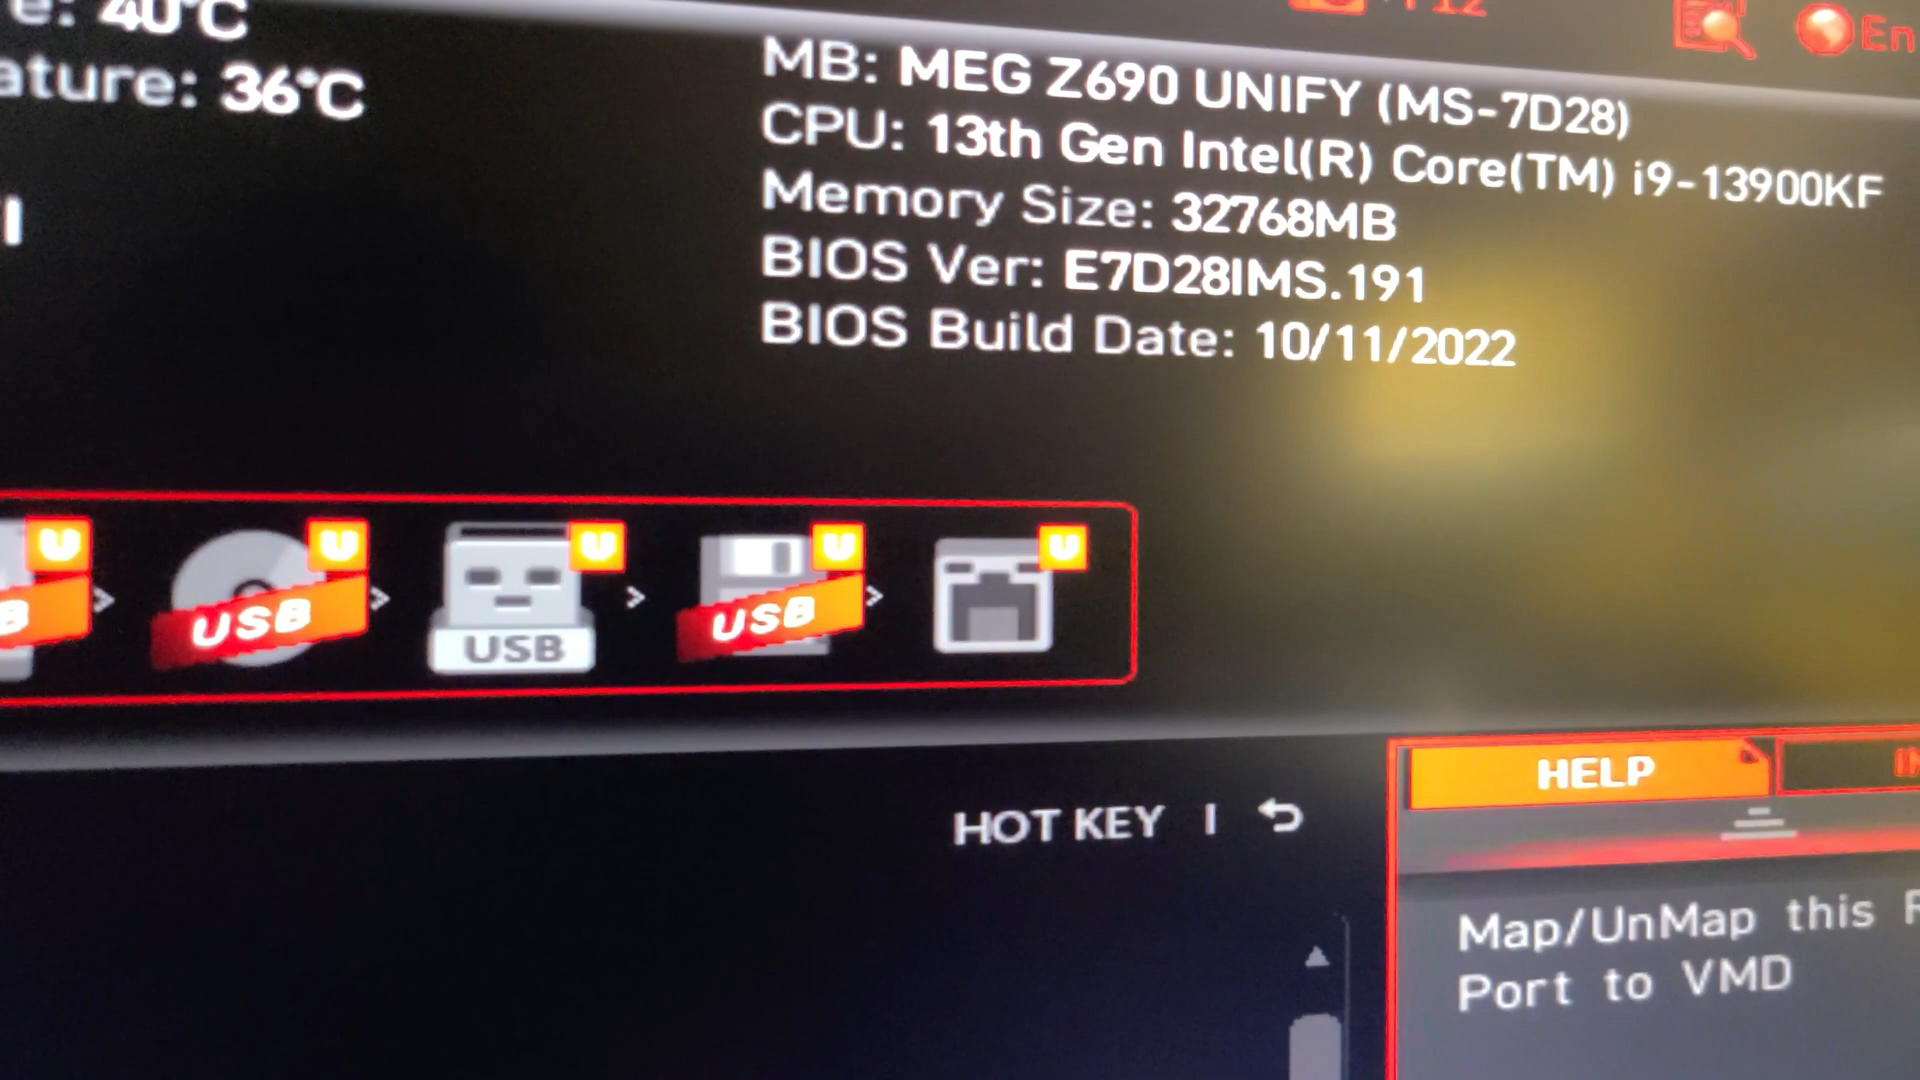 e: 40°C
ature: 36°C
F12
En
MB: MEG Z690 UNIFY (MS-7D28)
CPU: 13th Gen Intel(R) Core(TM) i9-13900KF
Memory Size: 32768MB
BIOS Ver: E7D28IMS.191
BIOS Build Date: 10/11/2022
I
U
U
U
U
U
B
USB
USB
USB
HOT KEY |
HELP
Map/UnMap this
Port to VMD